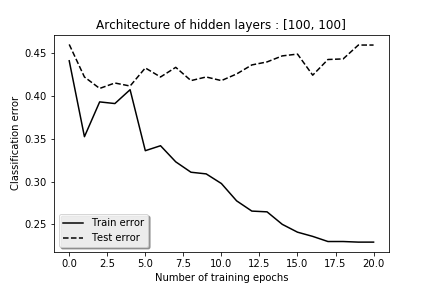 Architecture of hidden layers : [100, 100]
0.45
0.40
0.35
0.30
0.25
Classification error
Train error
Test error
0.0 2.5 5.0 7.5 10.0 12.5 15.0 17.5 20.0
Number of training epochs